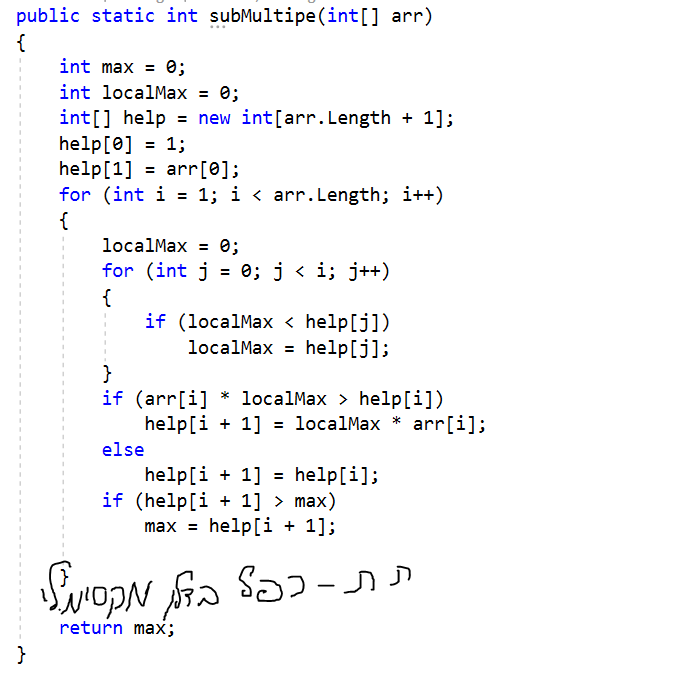 public static int subMultipe(int[] arr)
{
int max = 0;
int localMax = 0;
int[] help = new int[arr.Length + 1];
help[0] = 1;
help[1] = arr[0];
for (int i = 1; i < arr.Length; i++)
{
localMax = 0;
for (int j = 0; j < i; j++)
{
if (localMax < help[j])
localMax = help[j];
}
if (arr[i] * localMax > help[i])
help[i + 1] = localMax * arr[i];
else
help[i + 1] = help[i];
if (help[i + 1] > max)
max = help[i + 1];
}
תת - כפל בדלן מקסימלי
return max;
}